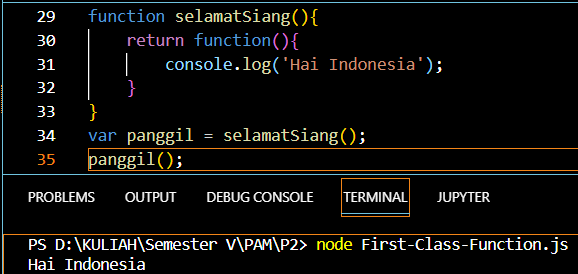 29 function selamatSiang(){
30     return function(){
31         console.log('Hai Indonesia');
32     }
33 }
34 var panggil = selamatSiang();
35 panggil();
PROBLEMS OUTPUT DEBUG CONSOLE TERMINAL JUPYTER
PS D:\KULIAH\Semester V\PAM\P2> node First-Class-Function.js
Hai Indonesia